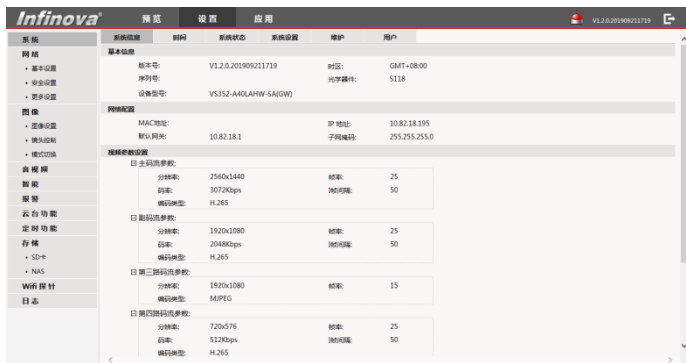 Infinova
预览 设置 应用
V1.2.0.201909211719
系统
网络
基本设置
安全设置
更多设置
图像
图像设置
镜头控制
模式切换
音视频
智能
报警
云台功能
定时功能
存储
SD卡
NAS
Wifi 探针
日志
系统信息 时间 系统状态 系统设置 维护 用户
基本信息
版本号: V1.2.0.201909211719 时区: GMT+08:00
序列号: 光学器件: S118
设备型号: VS352-A40LAHW-SA(GW)
网络配置
MAC地址: IP 地址: 10.82.18.195
默认网关: 10.82.18.1 子网掩码: 255.255.255.0
视频参数设置
主码流参数:
分辨率: 2560x1440 帧率: 25
码率: 3072Kbps I帧间隔: 50
编码类型: H.265
副码流参数:
分辨率: 1920x1080 帧率: 25
码率: 2048Kbps I帧间隔: 50
编码类型: H.265
第三路码流参数:
分辨率: 1920x1080 帧率: 15
编码类型: MJPEG
第四路码流参数:
分辨率: 720x576 帧率: 25
码率: 512Kbps I帧间隔: 50
编码类型: H.265